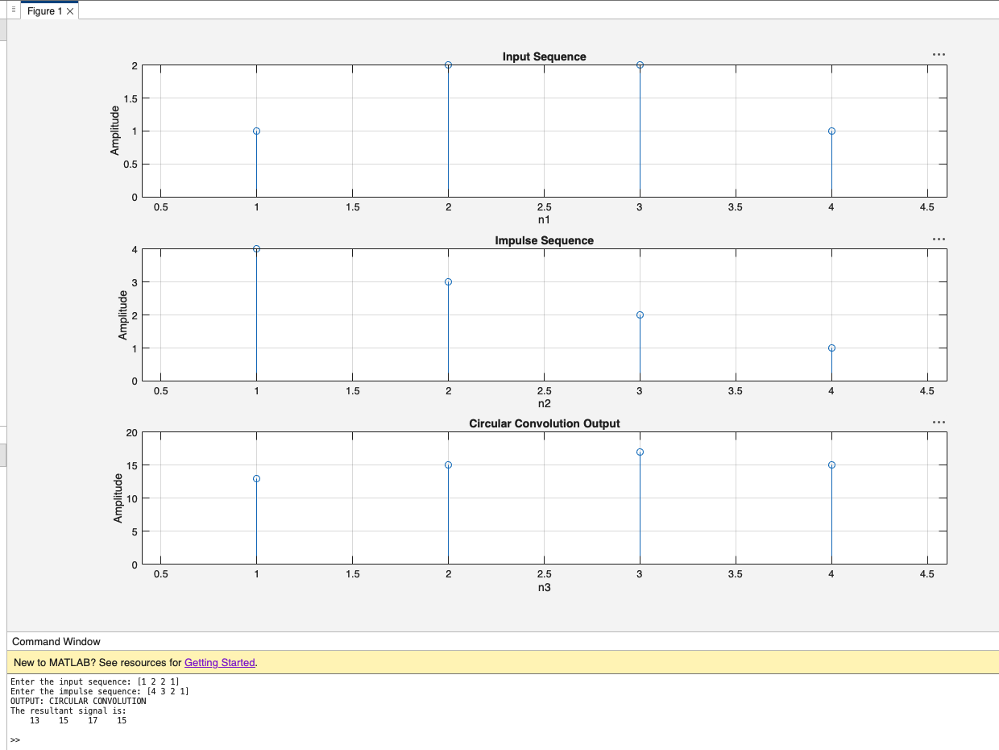 Figure 1
Input Sequence
2
1.5
1
0.5
0
Amplitude
0.5 1 1.5 2 2.5 3 3.5 4 4.5
n1
Impulse Sequence
4
3
2
1
0
Amplitude
0.5 1 1.5 2 2.5 3 3.5 4 4.5
n2
Circular Convolution Output
20
15
10
5
0
Amplitude
0.5 1 1.5 2 2.5 3 3.5 4 4.5
n3
Command Window
New to MATLAB? See resources for Getting Started.
Enter the input sequence: [1 2 2 1]
Enter the impulse sequence: [4 3 2 1]
OUTPUT: CIRCULAR CONVOLUTION
The resultant signal is:
13 15 17 15
>>